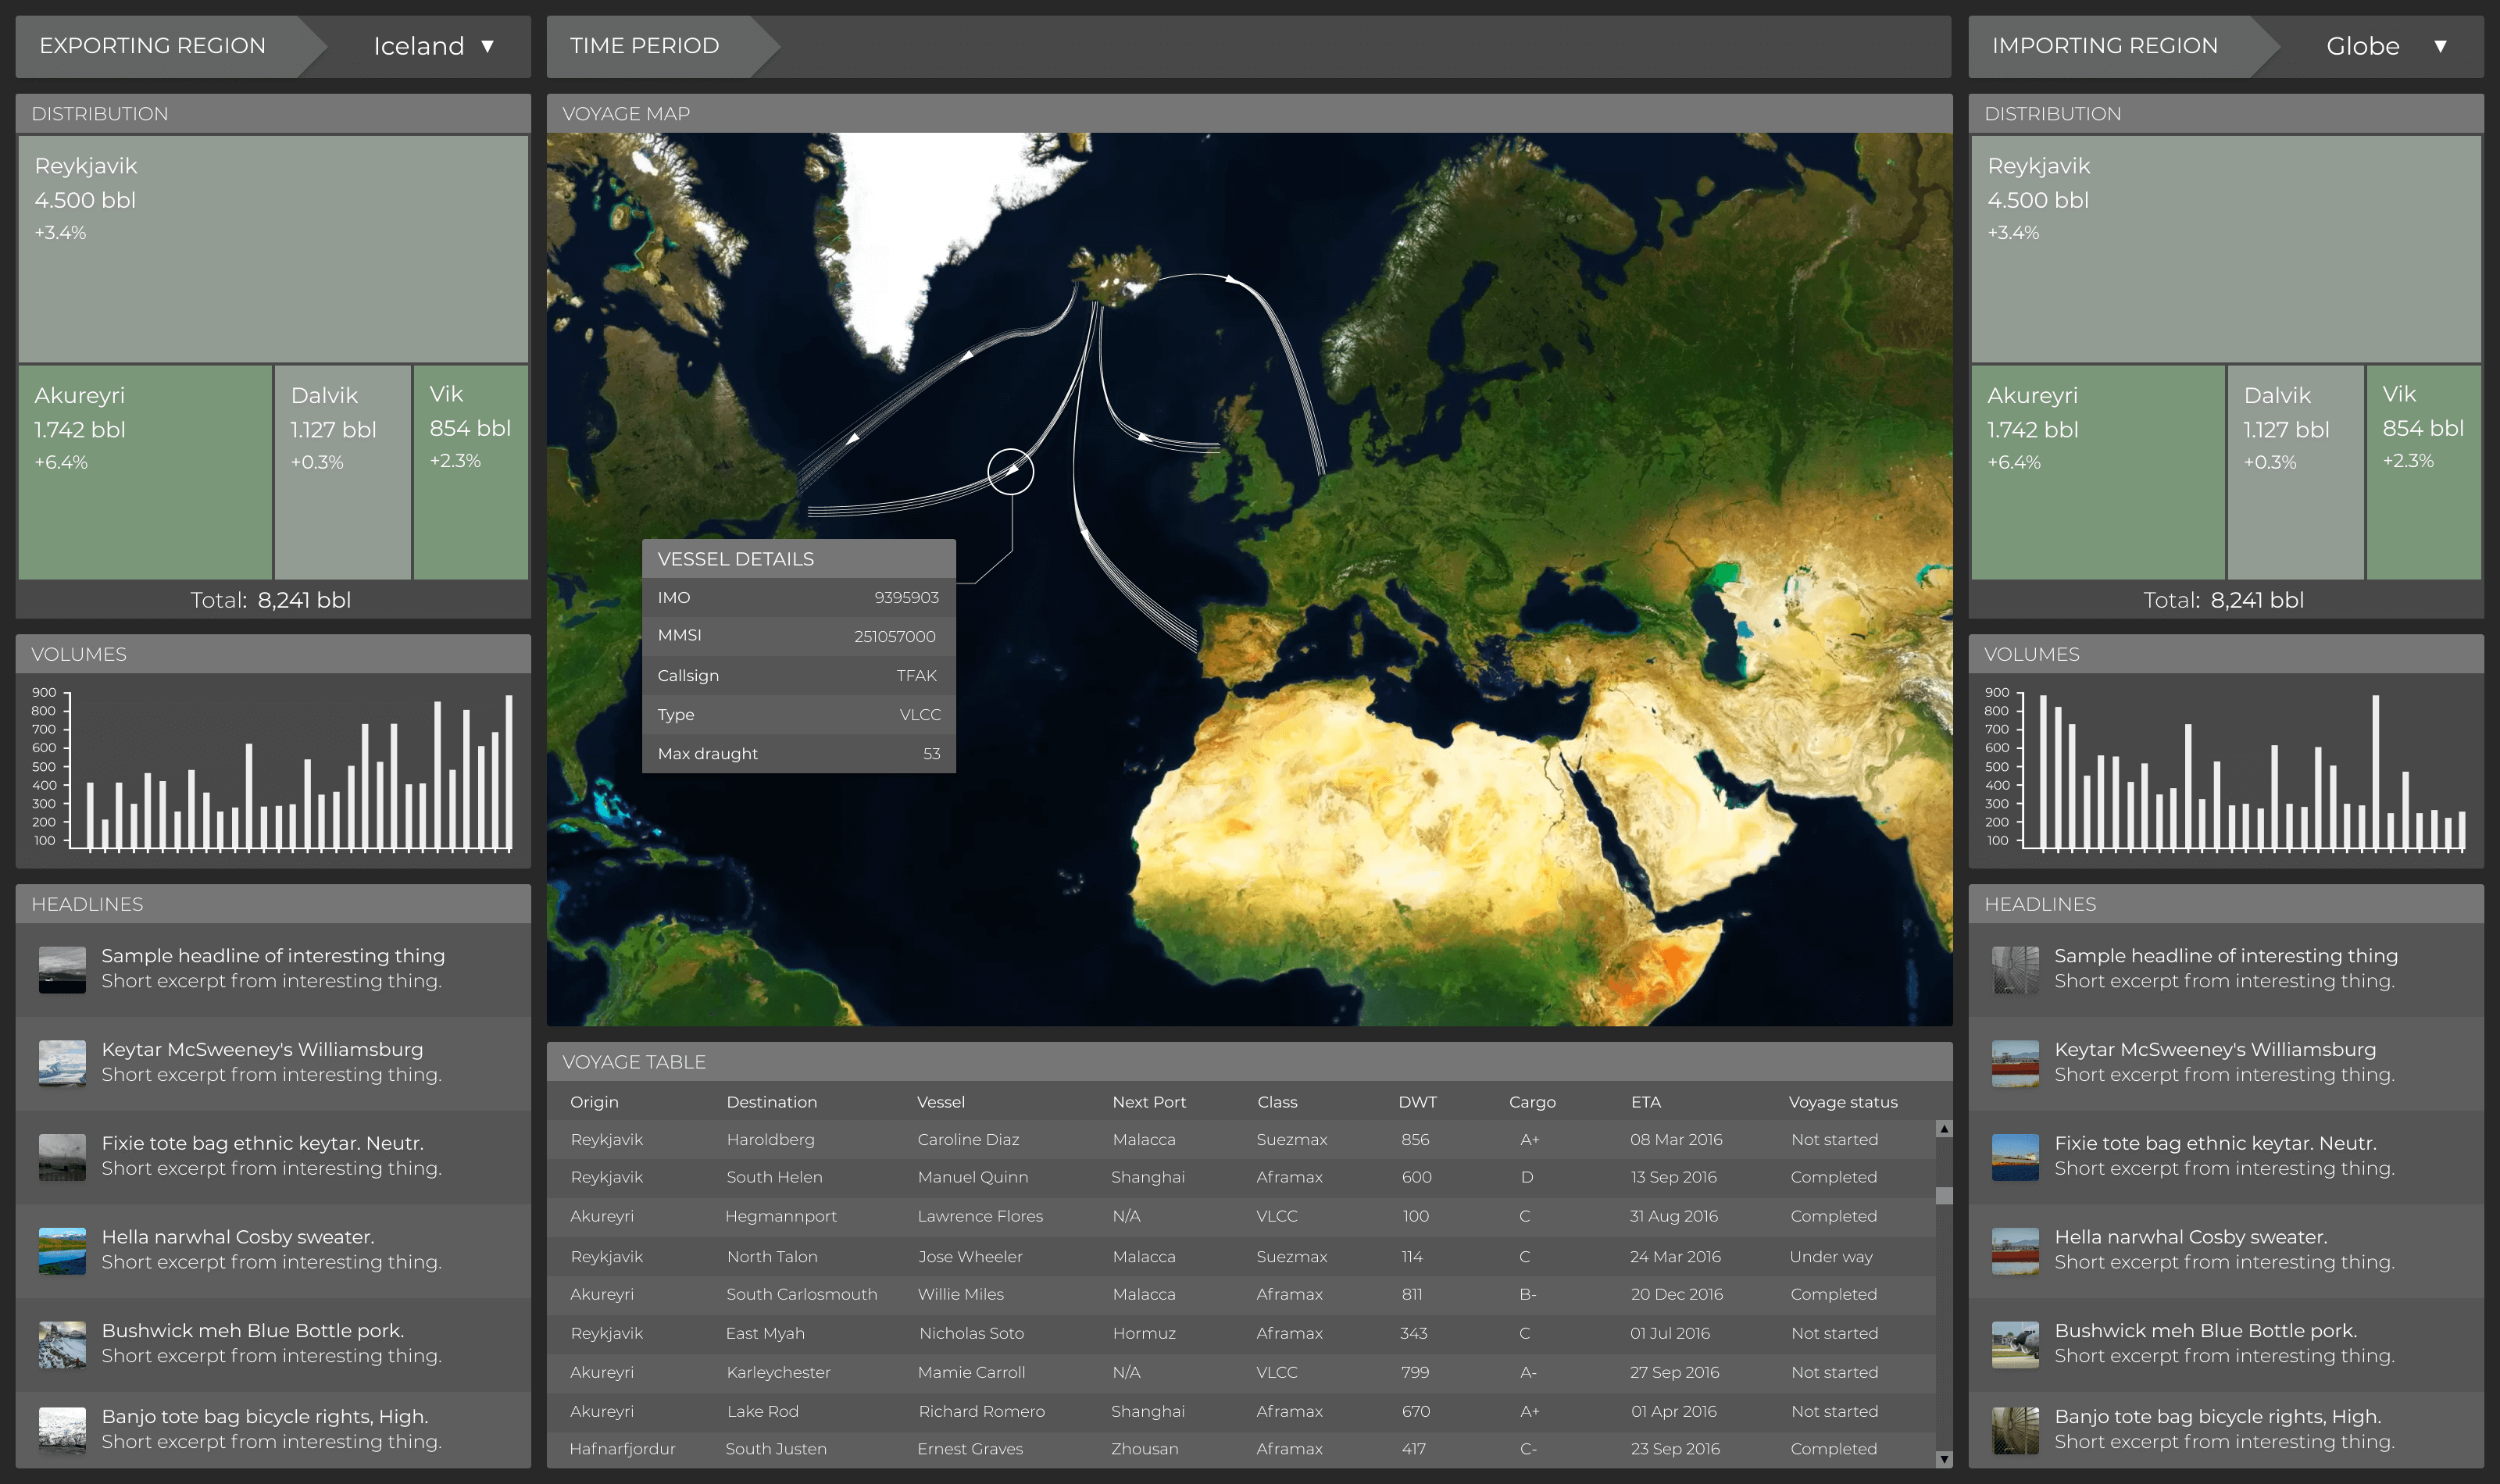 EXPORTING REGION
Iceland ▼
TIME PERIOD
IMPORTING REGION
Globe ▼
DISTRIBUTION
Reykjavik
4.500 bbl
+3.4%
Akureyri
1.742 bbl
+6.4%
Dalvik
1.127 bbl
+0.3%
Vik
854 bbl
+2.3%
Total: 8,241 bbl
VOLUMES
900
800
700
600
500
400
300
200
100
HEADLINES
Sample headline of interesting thing
Short excerpt from interesting thing.
Keytar McSweeney's Williamsburg
Short excerpt from interesting thing.
Fixie tote bag ethnic keytar. Neutr.
Short excerpt from interesting thing.
Hella narwhal Cosby sweater.
Short excerpt from interesting thing.
Bushwick meh Blue Bottle pork.
Short excerpt from interesting thing.
Banjo tote bag bicycle rights, High.
Short excerpt from interesting thing.
VOYAGE MAP
VESSEL DETAILS
IMO 9395903
MMSI 251057000
Callsign TFAK
Type VLCC
Max draught 53
VOYAGE TABLE
Origin Destination Vessel Next Port Class DWT Cargo ETA Voyage status
Reykjavik Haroldberg Caroline Diaz Malacca Suezmax 856 A+ 08 Mar 2016 Not started
Reykjavik South Helen Manuel Quinn Shanghai Aframax 600 D 13 Sep 2016 Completed
Akureyri Hegmannport Lawrence Flores N/A VLCC 100 C 31 Aug 2016 Completed
Reykjavik North Talon Jose Wheeler Malacca Suezmax 114 C 24 Mar 2016 Under way
Akureyri South Carlosmouth Willie Miles Malacca Aframax 811 B- 20 Dec 2016 Completed
Reykjavik East Myah Nicholas Soto Hormuz Aframax 343 C 01 Jul 2016 Not started
Akureyri Karleychester Mamie Carroll N/A VLCC 799 A- 27 Sep 2016 Not started
Akureyri Lake Rod Richard Romero Shanghai Aframax 670 A+ 01 Apr 2016 Not started
Hafnarfjordur South Justen Ernest Graves Zhousan Aframax 417 C- 23 Sep 2016 Completed
DISTRIBUTION
Reykjavik
4.500 bbl
+3.4%
Akureyri
1.742 bbl
+6.4%
Dalvik
1.127 bbl
+0.3%
Vik
854 bbl
+2.3%
Total: 8,241 bbl
VOLUMES
900
800
700
600
500
400
300
200
100
HEADLINES
Sample headline of interesting thing
Short excerpt from interesting thing.
Keytar McSweeney's Williamsburg
Short excerpt from interesting thing.
Fixie tote bag ethnic keytar. Neutr.
Short excerpt from interesting thing.
Hella narwhal Cosby sweater.
Short excerpt from interesting thing.
Bushwick meh Blue Bottle pork.
Short excerpt from interesting thing.
Banjo tote bag bicycle rights, High.
Short excerpt from interesting thing.